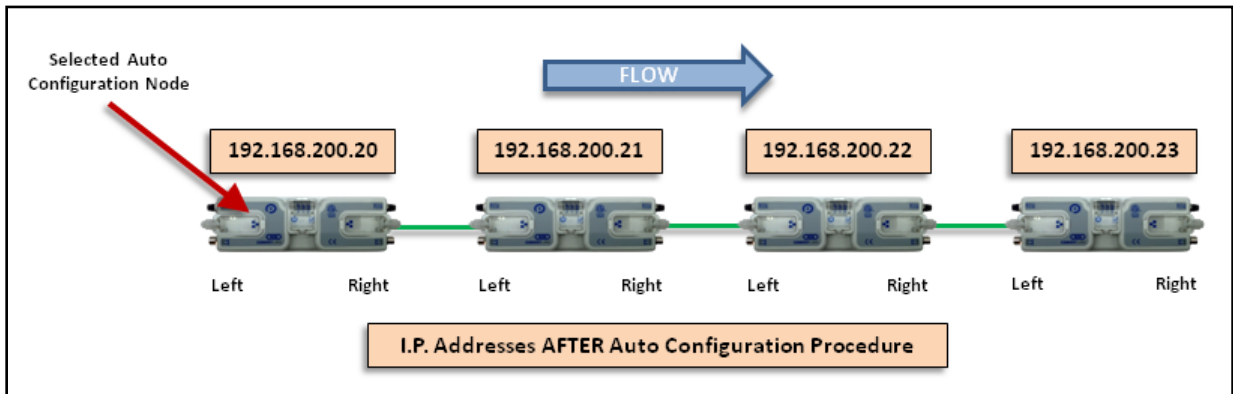 Selected Auto
Configuration Node
FLOW
192.168.200.20
192.168.200.21
192.168.200.22
192.168.200.23
Left
Right
Left
Right
Left
Right
Left
Right
I.P. Addresses AFTER Auto Configuration Procedure